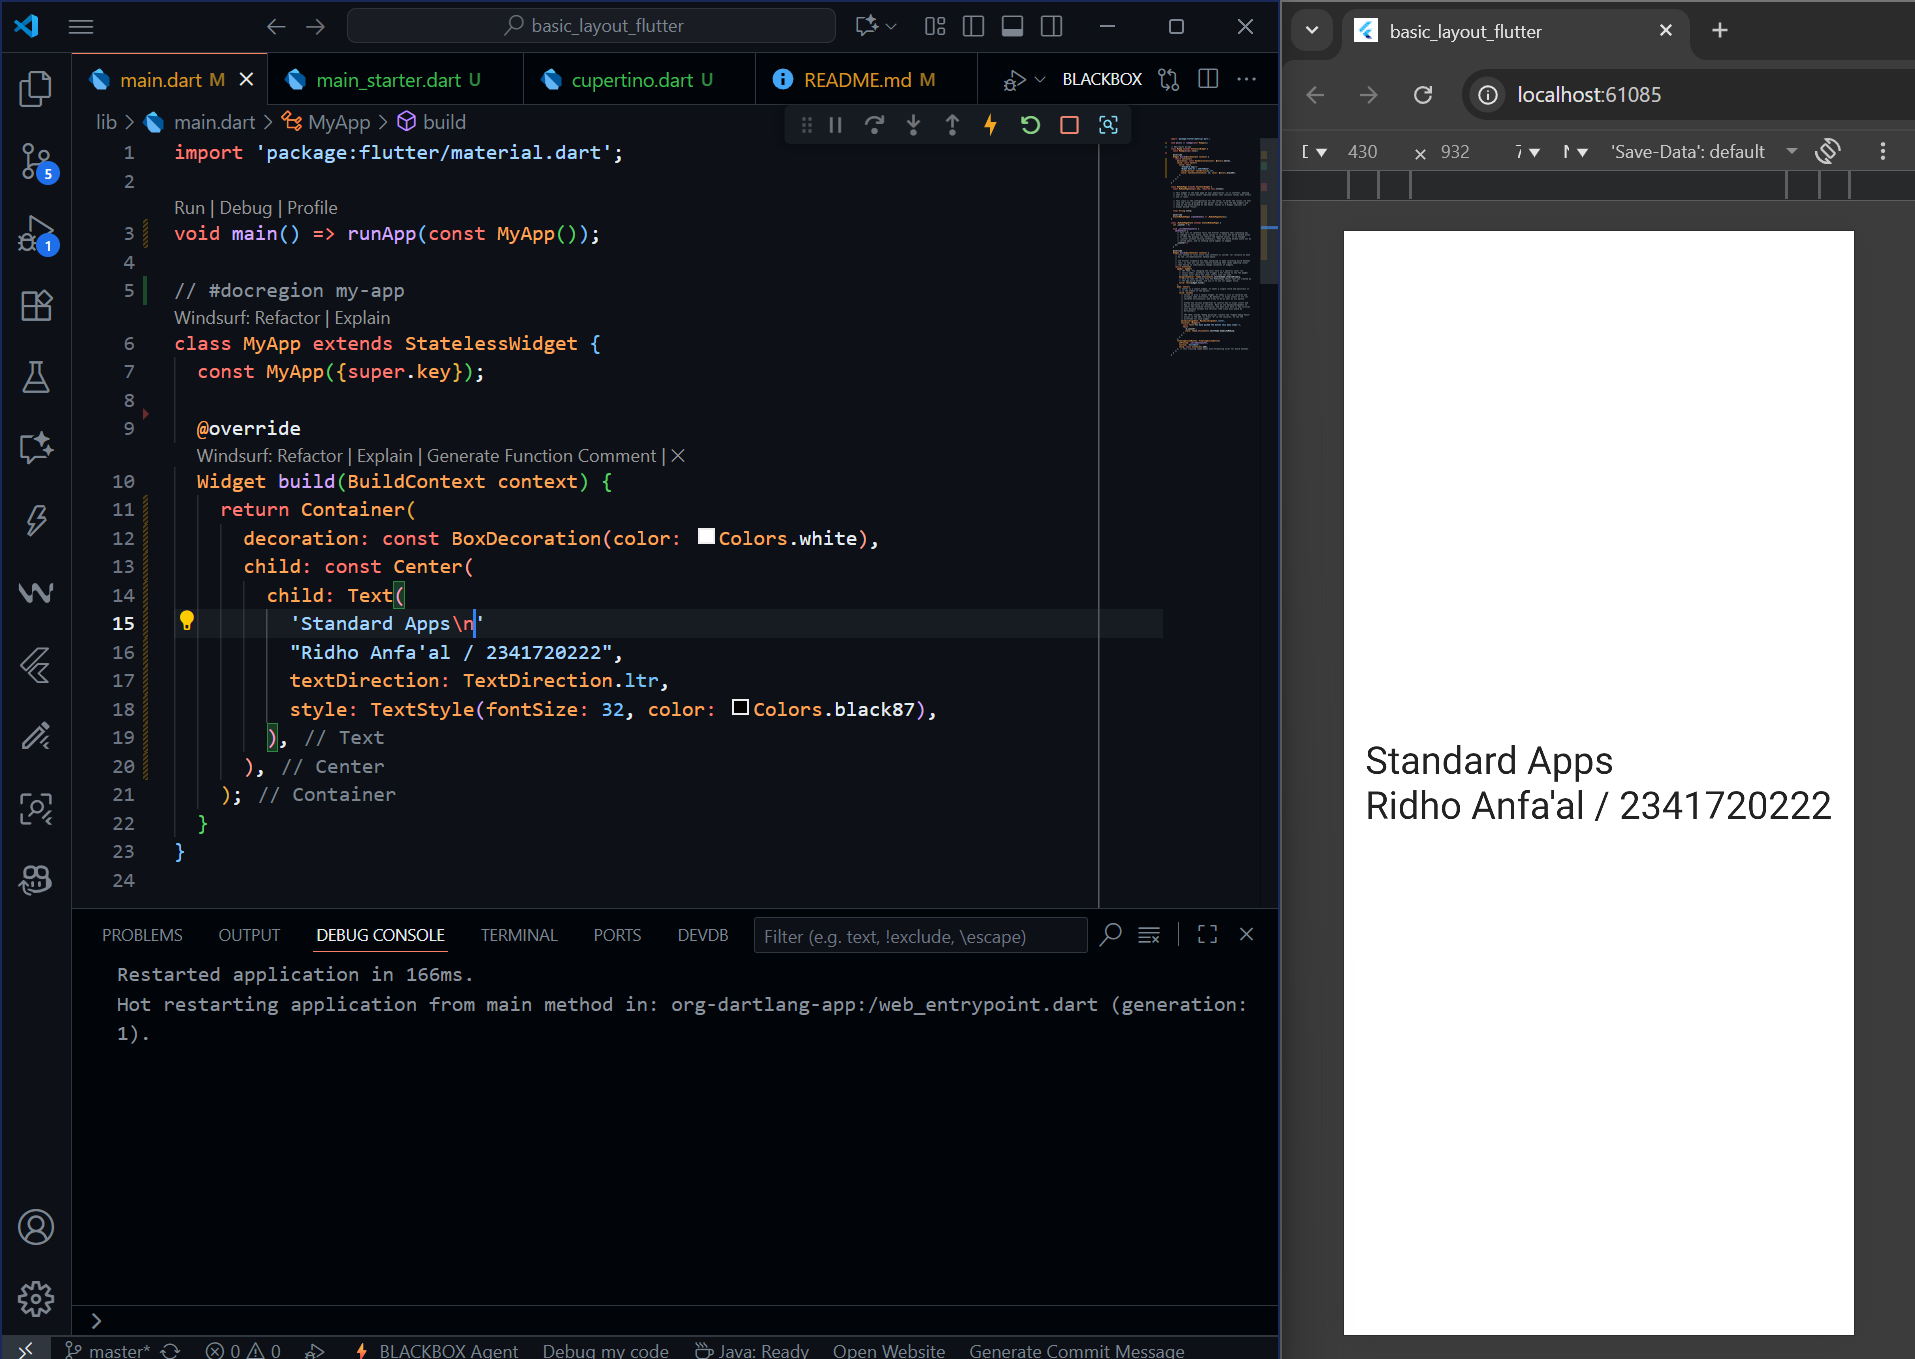 basic_layout_flutter
main.dart M
main_starter.dart U
cupertino.dart U
README.md M
BLACKBOX
lib > main.dart > MyApp > build
1 import 'package:flutter/material.dart';
2
Run | Debug | Profile
3 void main() => runApp(const MyApp());
4
5 // #docregion my-app
Windsurf: Refactor | Explain
6 class MyApp extends StatelessWidget {
7 const MyApp({super.key});
8
9 @override
Windsurf: Refactor | Explain | Generate Function Comment | ×
10 Widget build(BuildContext context) {
11 return Container(
12 decoration: const BoxDecoration(color: Colors.white),
13 child: const Center(
14 child: Text(
15 'Standard Apps\n'
16 "Ridho Anfa'al / 2341720222",
17 textDirection: TextDirection.ltr,
18 style: TextStyle(fontSize: 32, color: Colors.black87),
19 ), // Text
20 ), // Center
21 ); // Container
22 }
23 }
24
5
1
PROBLEMS OUTPUT DEBUG CONSOLE TERMINAL PORTS DEVDB Filter (e.g. text, !exclude, \escape)
Restarted application in 166ms.
Hot restarting application from main method in: org-dartlang-app:/web_entrypoint.dart (generation:
1).
master* 0 0 BLACKBOX Agent Debug my code Java: Ready Open Website Generate Commit Message
basic_layout_flutter
localhost:61085
430 × 932 'Save-Data': default
Standard Apps
Ridho Anfa'al / 2341720222